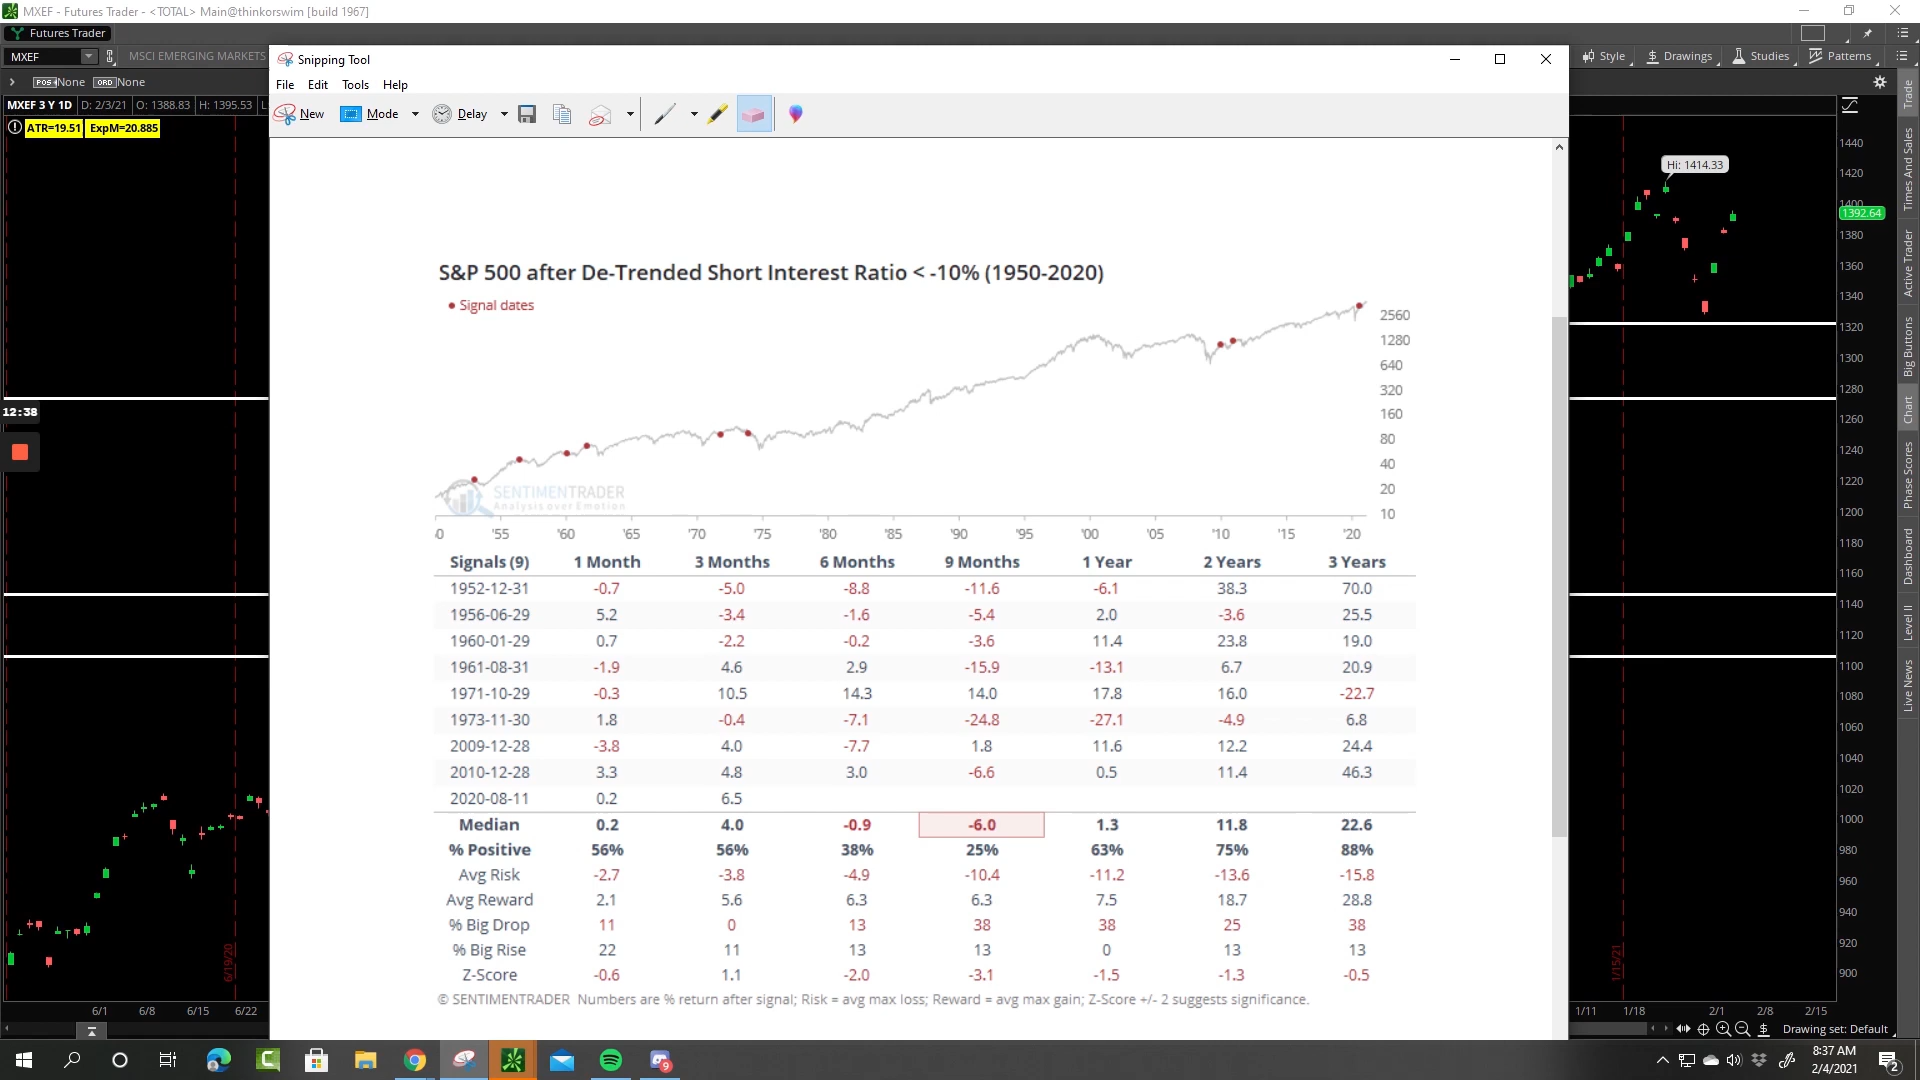 MXEF - Futures Trader - <TOTAL> Main@thinkorswim [build 1967]
Futures Trader
MXEF
MSCI EMERGING MARKETS
Style
Drawings
Studies
Patterns
POS None
ORD None
MXEF 3 Y 1D D: 2/3/21 O: 1388.83 H: 1395.53
ATR=19.51 ExpM=20.885
Snipping Tool
File Edit Tools Help
New Mode Delay
S&P 500 after De-Trended Short Interest Ratio < -10% (1950-2020)
Signal dates
2560
1280
640
320
160
80
40
20
10
SENTIMENTRADER
Analysis over Emotion
'55 '60 '65 '70 '75 '80 '85 '90 '95 '00 '05 '10 '15 '20
Signals (9) 1 Month 3 Months 6 Months 9 Months 1 Year 2 Years 3 Years
1952-12-31 -0.7 -5.0 -8.8 -11.6 -6.1 38.3 70.0
1956-06-29 5.2 -3.4 -1.6 -5.4 2.0 -3.6 25.5
1960-01-29 0.7 -2.2 -0.2 -3.6 11.4 23.8 19.0
1961-08-31 -1.9 4.6 2.9 -15.9 -13.1 6.7 20.9
1971-10-29 -0.3 10.5 14.3 14.0 17.8 16.0 -22.7
1973-11-30 1.8 -0.4 -7.1 -24.8 -27.1 -4.9 6.8
2009-12-28 -3.8 4.0 -7.7 1.8 11.6 12.2 24.4
2010-12-28 3.3 4.8 3.0 -6.6 0.5 11.4 46.3
2020-08-11 0.2 6.5
Median 0.2 4.0 -0.9 -6.0 1.3 11.8 22.6
% Positive 56% 56% 38% 25% 63% 75% 88%
Avg Risk -2.7 -3.8 -4.9 -10.4 -11.2 -13.6 -15.8
Avg Reward 2.1 5.6 6.3 6.3 7.5 18.7 28.8
% Big Drop 11 0 13 38 38 25 38
% Big Rise 22 11 13 13 0 13 13
Z-Score -0.6 1.1 -2.0 -3.1 -1.5 -1.3 -0.5
© SENTIMENTRADER Numbers are % return after signal; Risk = avg max loss; Reward = avg max gain; Z-Score +/- 2 suggests significance.
12:38
6/19/20
6/1 6/8 6/15 6/22
Hi: 1414.33
1440
1420
1400
1392.64
1380
1360
1340
1320
1300
1280
1260
1240
1220
1200
1180
1160
1140
1120
1100
1080
1060
1040
1020
1000
980
960
940
920
900
1/15/21
1/11 1/18 2/1 2/8 2/15
Drawing set: Default
Trade
Times And Sales
Active Trader
Big Buttons
Chart
Phase Scores
Dashboard
Level II
Live News
9
8:37 AM
2/4/2021
2